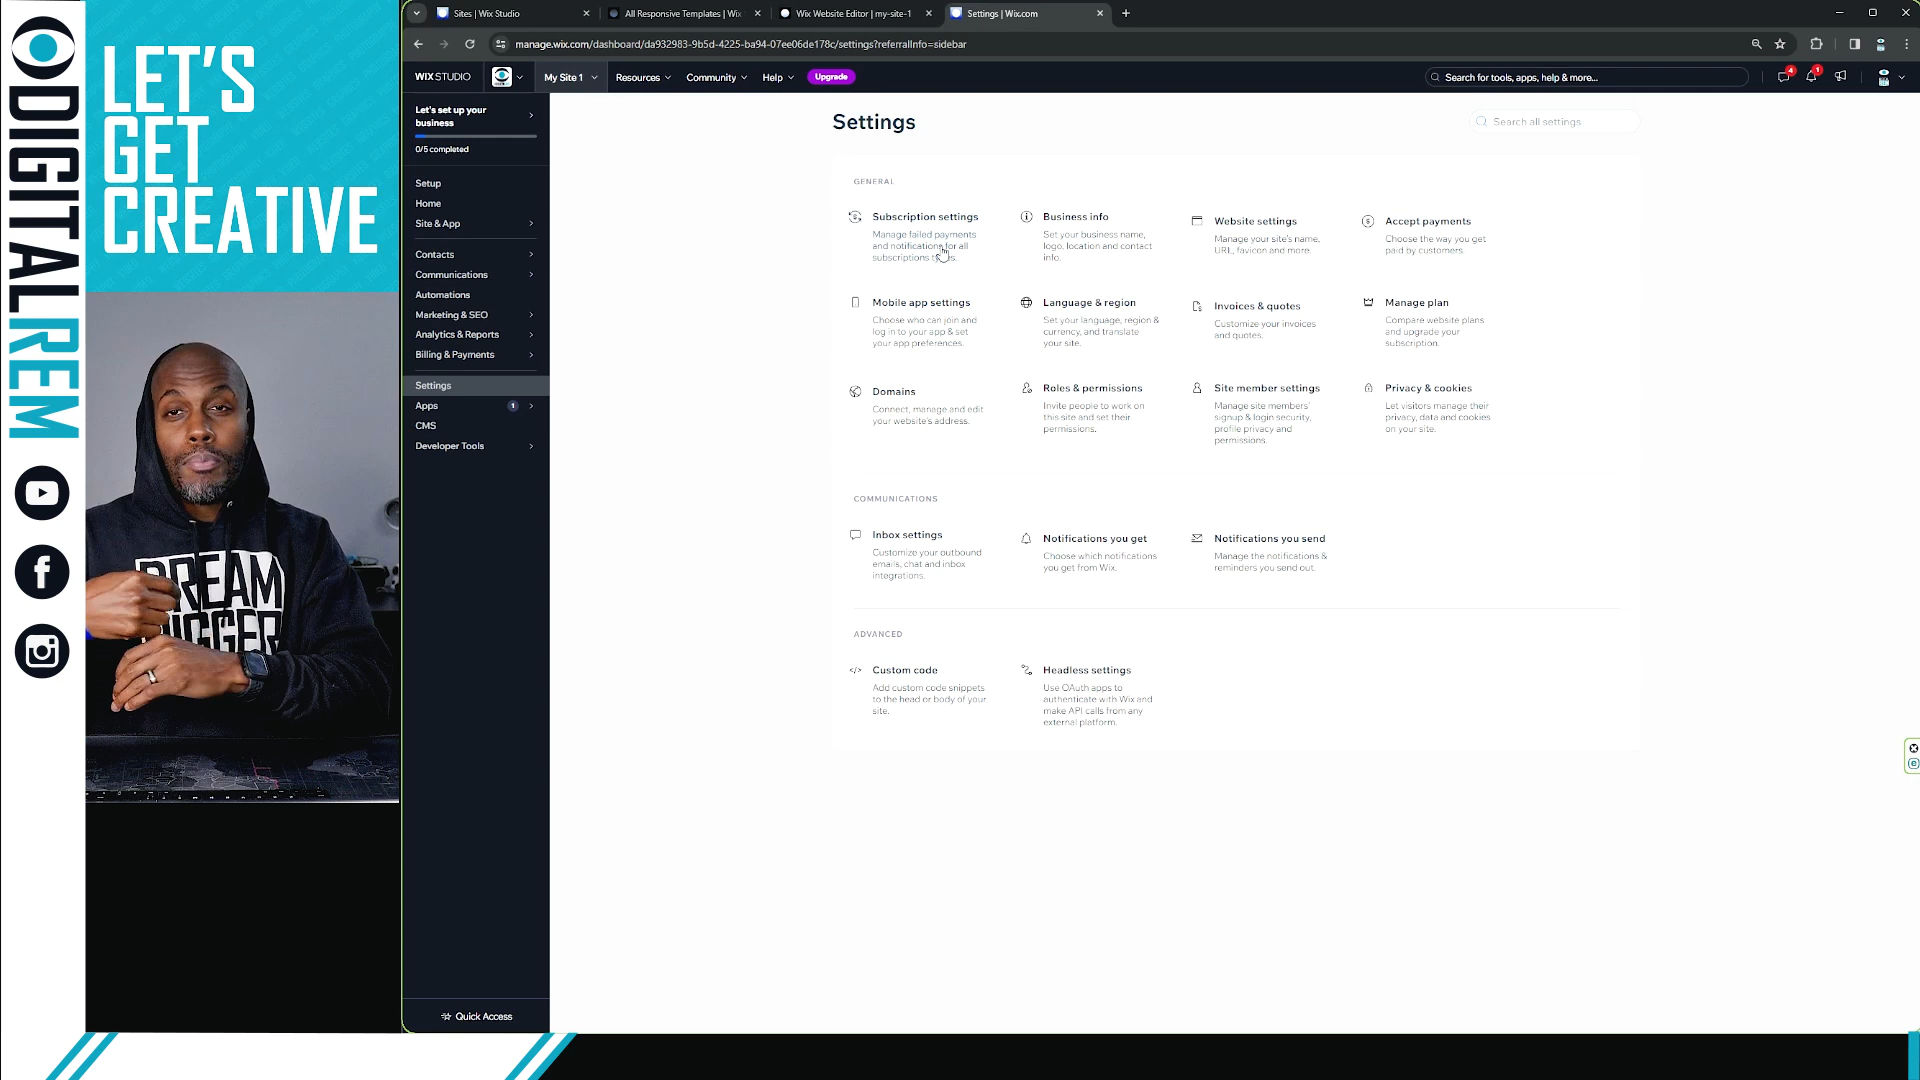 DIGITALREM
LET'S
GET
CREATIVE
DREAM
Sites | Wix Studio
All Responsive Templates | Wix
Wix Website Editor | my-site-1
Settings | Wix.com
manage.wix.com/dashboard/da932983-9b5d-4225-ba94-07ee06de178c/settings?referralInfo=sidebar
WIX STUDIO
My Site 1
Resources
Community
Help
Upgrade
Search for tools, apps, help & more...
4
1
Let's set up your
business
0/5 completed
Setup
Home
Site & App
Contacts
Communications
Automations
Marketing & SEO
Analytics & Reports
Billing & Payments
Settings
Apps
1
CMS
Developer Tools
Quick Access
Settings
Search all settings
GENERAL
Subscription settings
Manage failed payments
and notifications for all
subscriptions types.
Business info
Set your business name,
logo, location and contact
info.
Website settings
Manage your site's name,
URL, favicon and more.
Accept payments
Choose the way you get
paid by customers.
Mobile app settings
Choose who can join and
log in to your app & set
your app preferences.
Language & region
Set your language, region &
currency, and translate
your site.
Invoices & quotes
Customize your invoices
and quotes.
Manage plan
Compare website plans
and upgrade your
subscription.
Domains
Connect, manage and edit
your website's address.
Roles & permissions
Invite people to work on
this site and set their
permissions.
Site member settings
Manage site members'
signup & login security,
profile privacy and
permissions.
Privacy & cookies
Let visitors manage their
privacy, data and cookies
on your site.
COMMUNICATIONS
Inbox settings
Customize your outbound
emails, chat and inbox
integrations.
Notifications you get
Choose which notifications
you get from Wix.
Notifications you send
Manage the notifications &
reminders you send out.
ADVANCED
Custom code
Add custom code snippets
to the head or body of your
site.
Headless settings
Use OAuth apps to
authenticate with Wix and
make API calls from any
external platform.